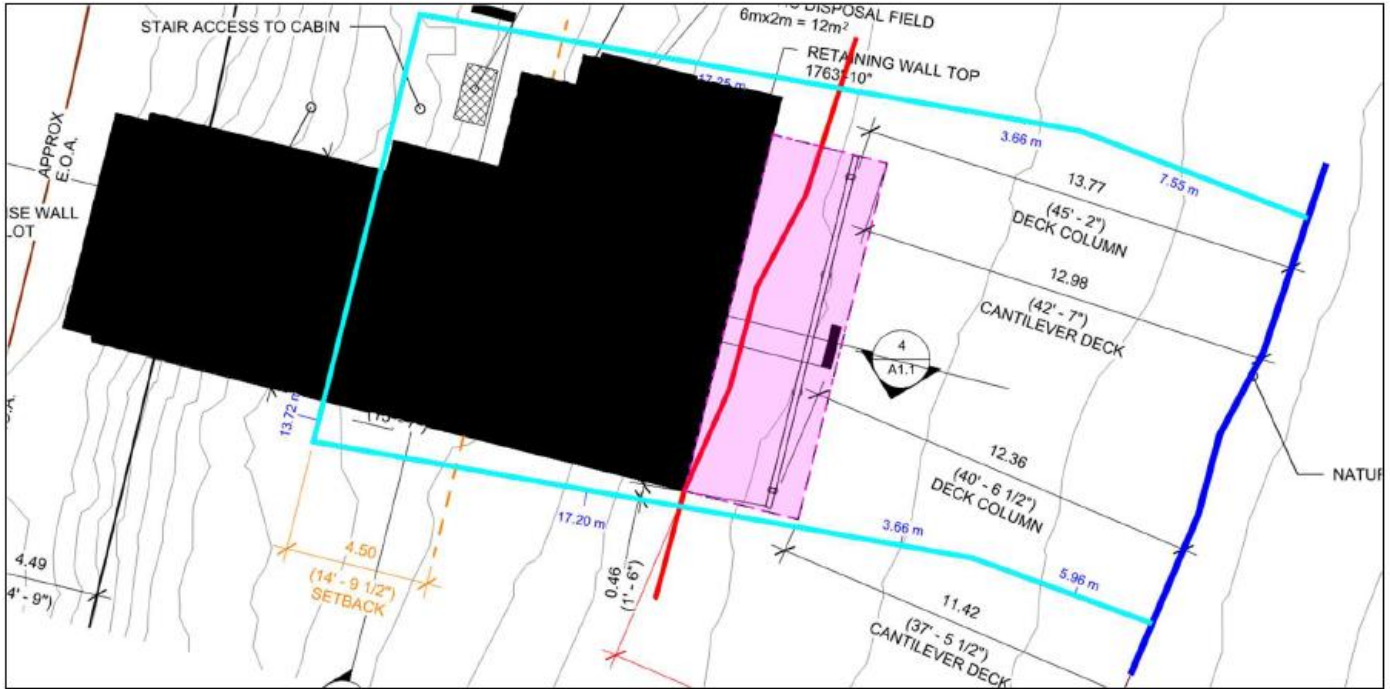 DISPOSAL FIELD
6mx2m = 12m²
STAIR ACCESS TO CABIN
RETAINING WALL TOP
1763'-10"
17.25 m
APPROX
E.O.A.
3.66 m
7.55 m
13.77
(45' - 2")
DECK COLUMN
SE WALL
LOT
12.98
(42' - 7")
CANTILEVER DECK
4
A1.1
13.72 m
12.36
(40' - 6 1/2")
DECK COLUMN
NATUR
17.20 m
3.66 m
4.50
(14' - 9 1/2")
SETBACK
4.49
4' - 9")
0.46
(1' - 6")
5.96 m
11.42
(37' - 5 1/2")
CANTILEVER DECK